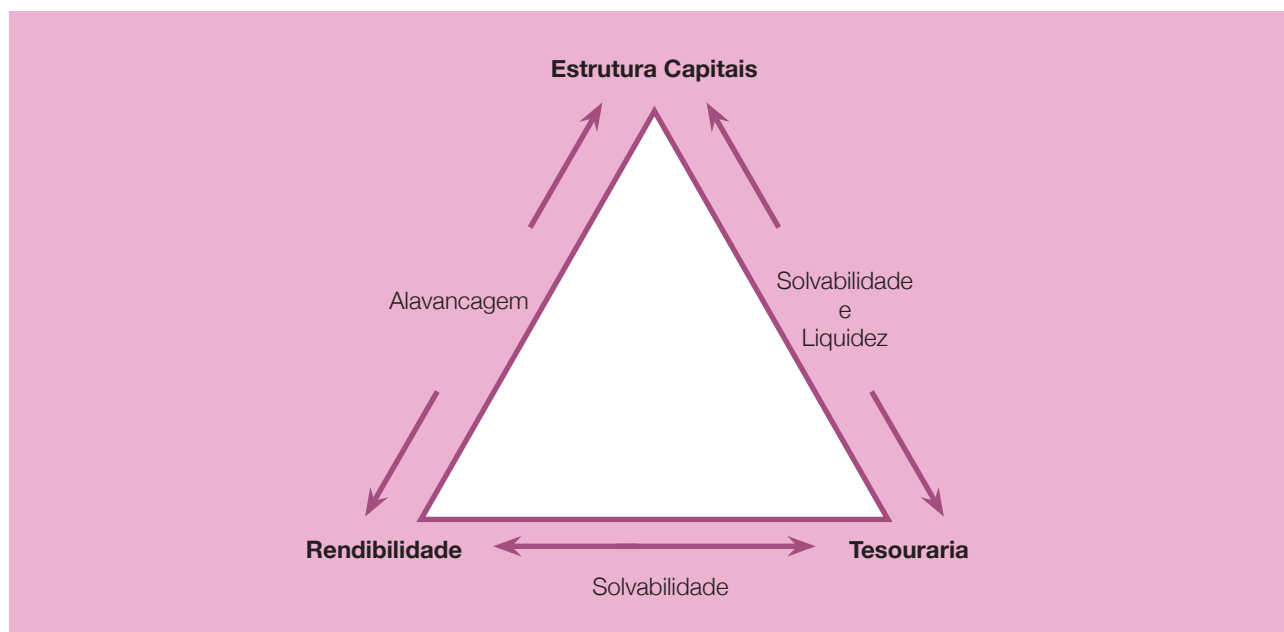 Estrutura Capitais
Alavancagem
Solvabilidade
e
Liquidez
Rendibilidade
Tesouraria
Solvabilidade